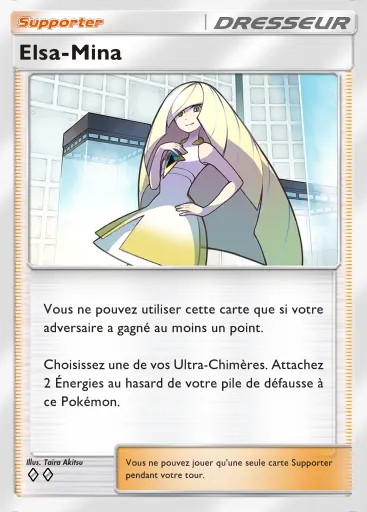 Supporter
DRESSEUR
Elsa-Mina
Vous ne pouvez utiliser cette carte que si votre
adversaire a gagné au moins un point.
Choisissez une de vos Ultra-Chimères. Attachez
2 Énergies au hasard de votre pile de défausse à
ce Pokémon.
Illus. Taira Akitsu
Vous ne pouvez jouer qu'une seule carte Supporter
pendant votre tour.